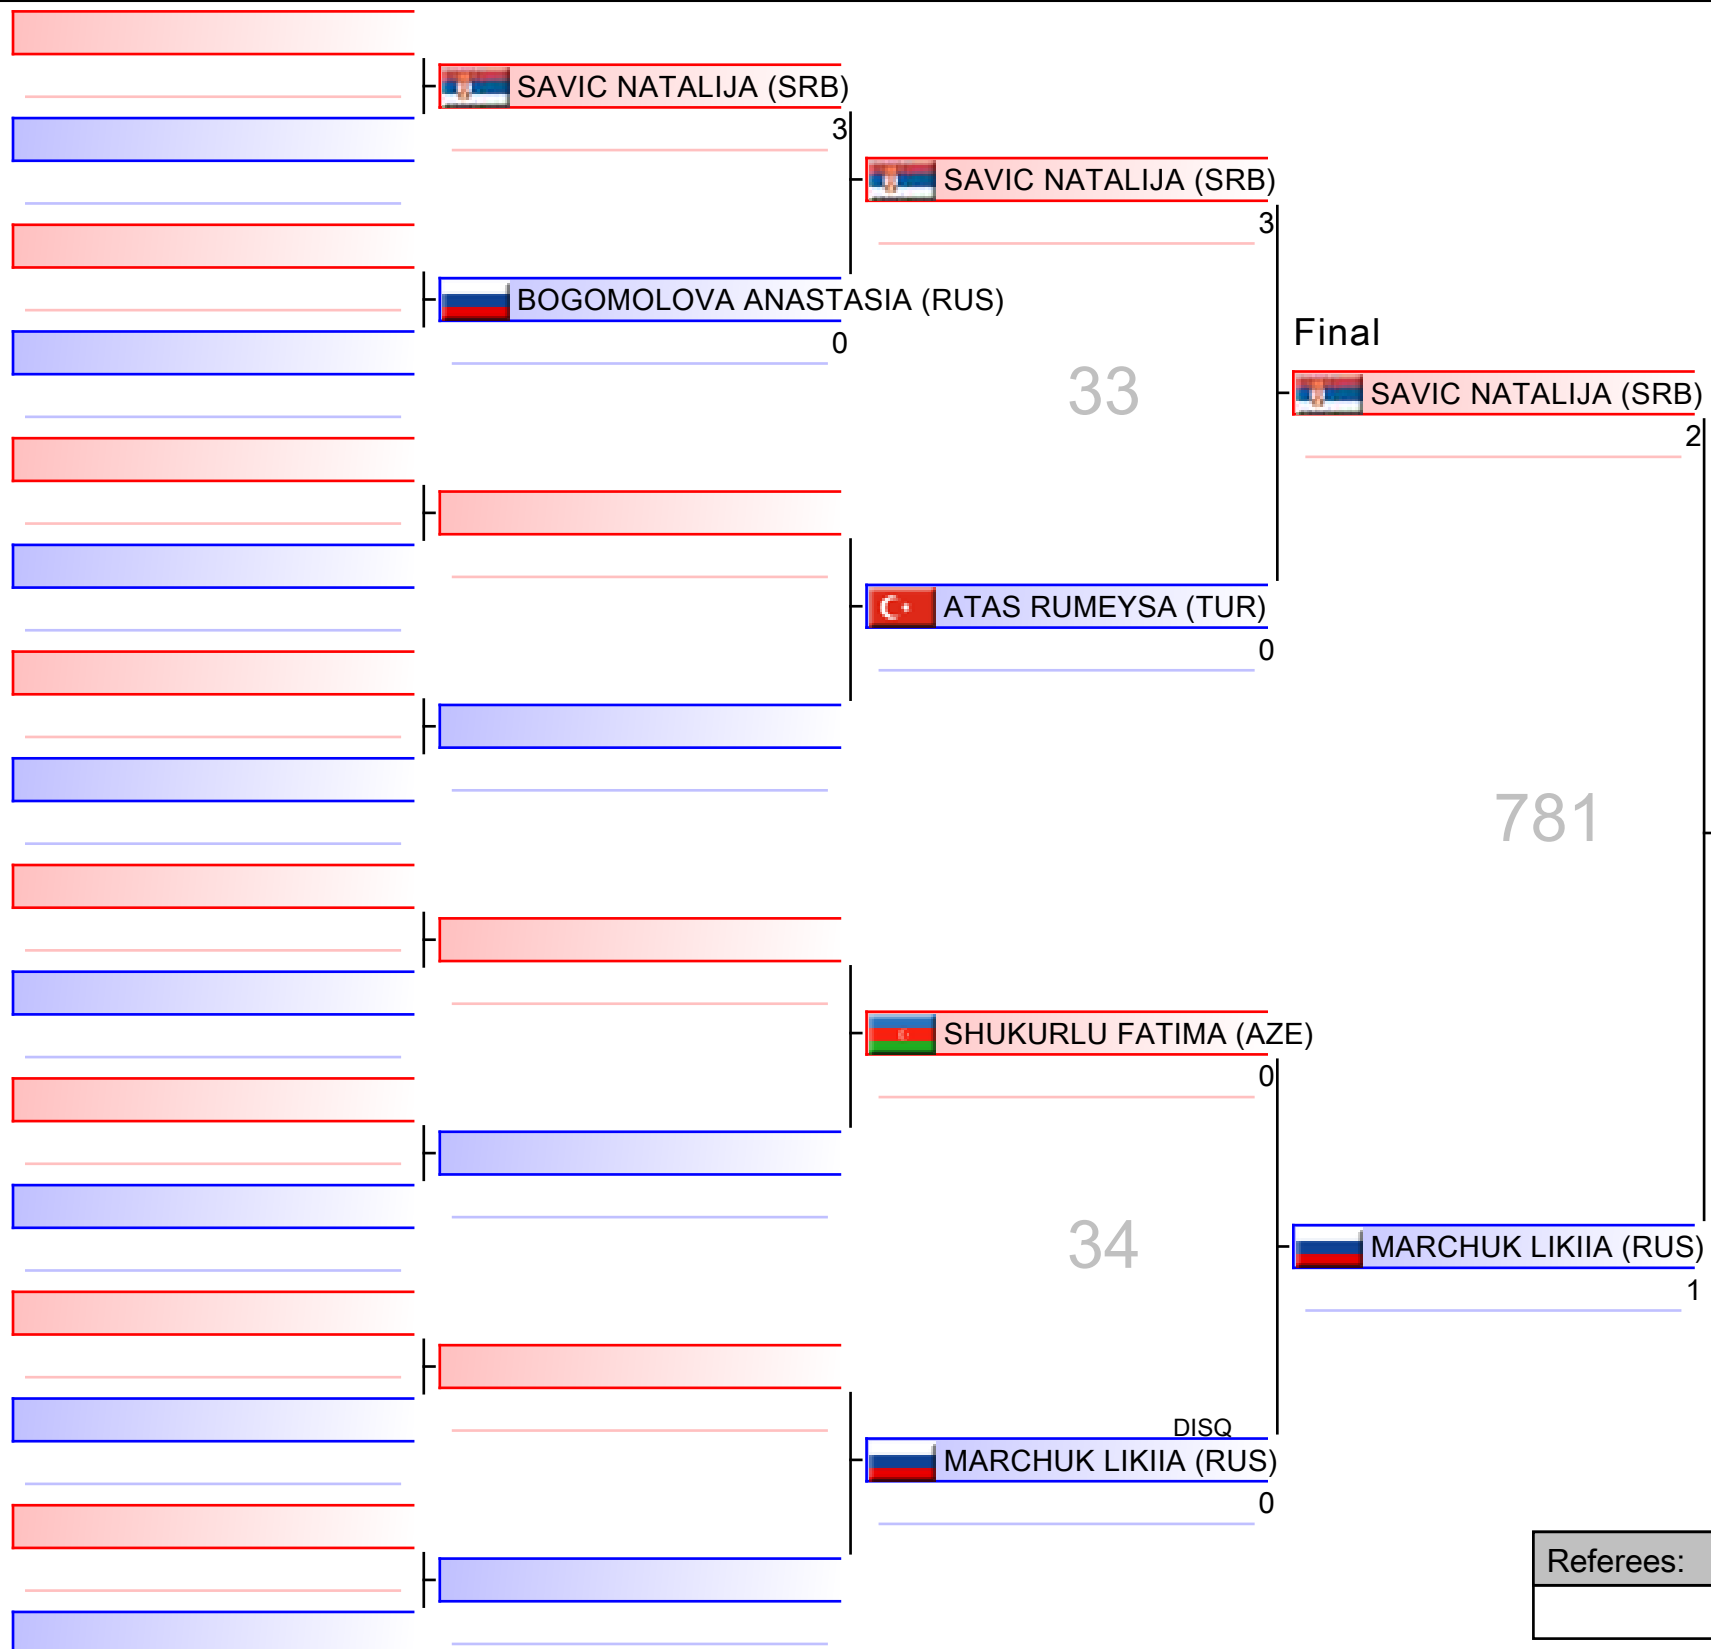 SAVIC NATALIJA (SRB)
3
BOGOMOLOVA ANASTASIA (RUS)
0
SAVIC NATALIJA (SRB)
3
33
ATAS RUMEYSA (TUR)
0
SHUKURLU FATIMA (AZE)
0
34
DISQ
MARCHUK LIKIIA (RUS)
0
Final
SAVIC NATALIJA (SRB)
2
781
MARCHUK LIKIIA (RUS)
1
Referees: